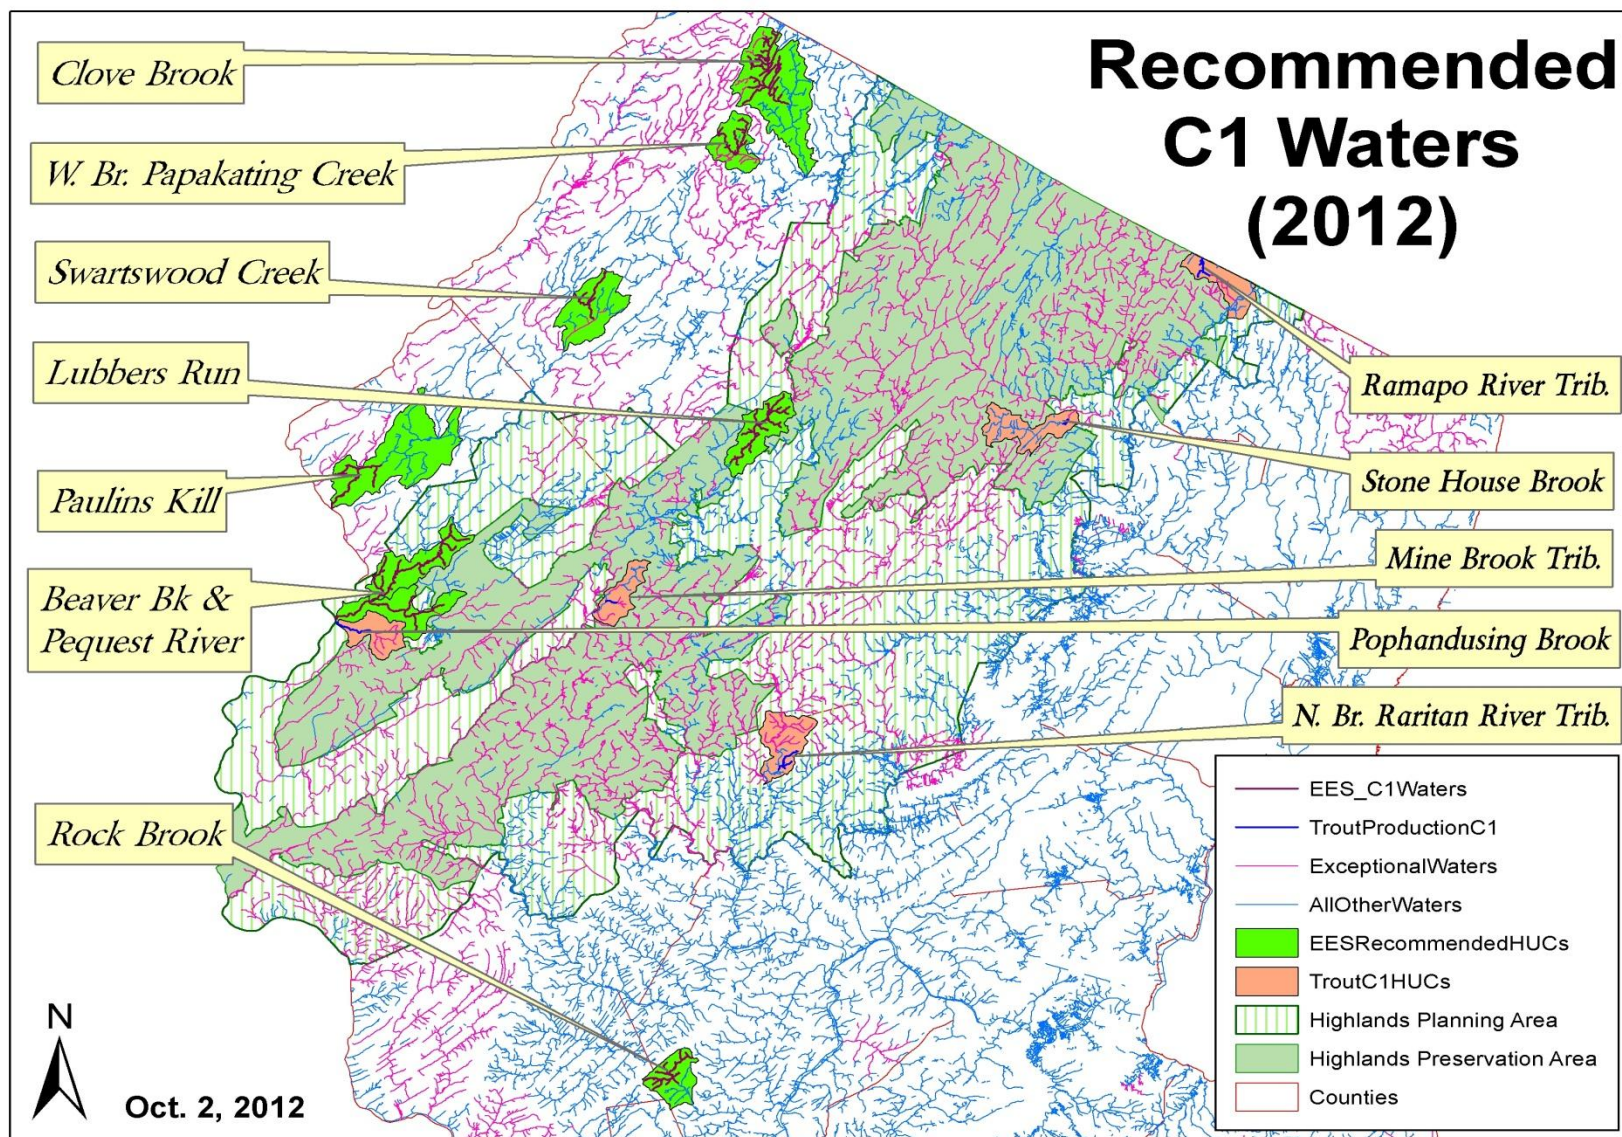 Recommended
C1 Waters
(2012)
Clove Brook
W. Br. Papakating Creek
Swartswood Creek
Lubbers Run
Paulins Kill
Beaver Bk &
Pequest River
Rock Brook
Ramapo River Trib.
Stone House Brook
Mine Brook Trib.
Pophandusing Brook
N. Br. Raritan River Trib.
EES_C1Waters
TroutProductionC1
ExceptionalWaters
AllOtherWaters
EESRecommendedHUCs
TroutC1HUCs
Highlands Planning Area
Highlands Preservation Area
Counties
N
Oct. 2, 2012